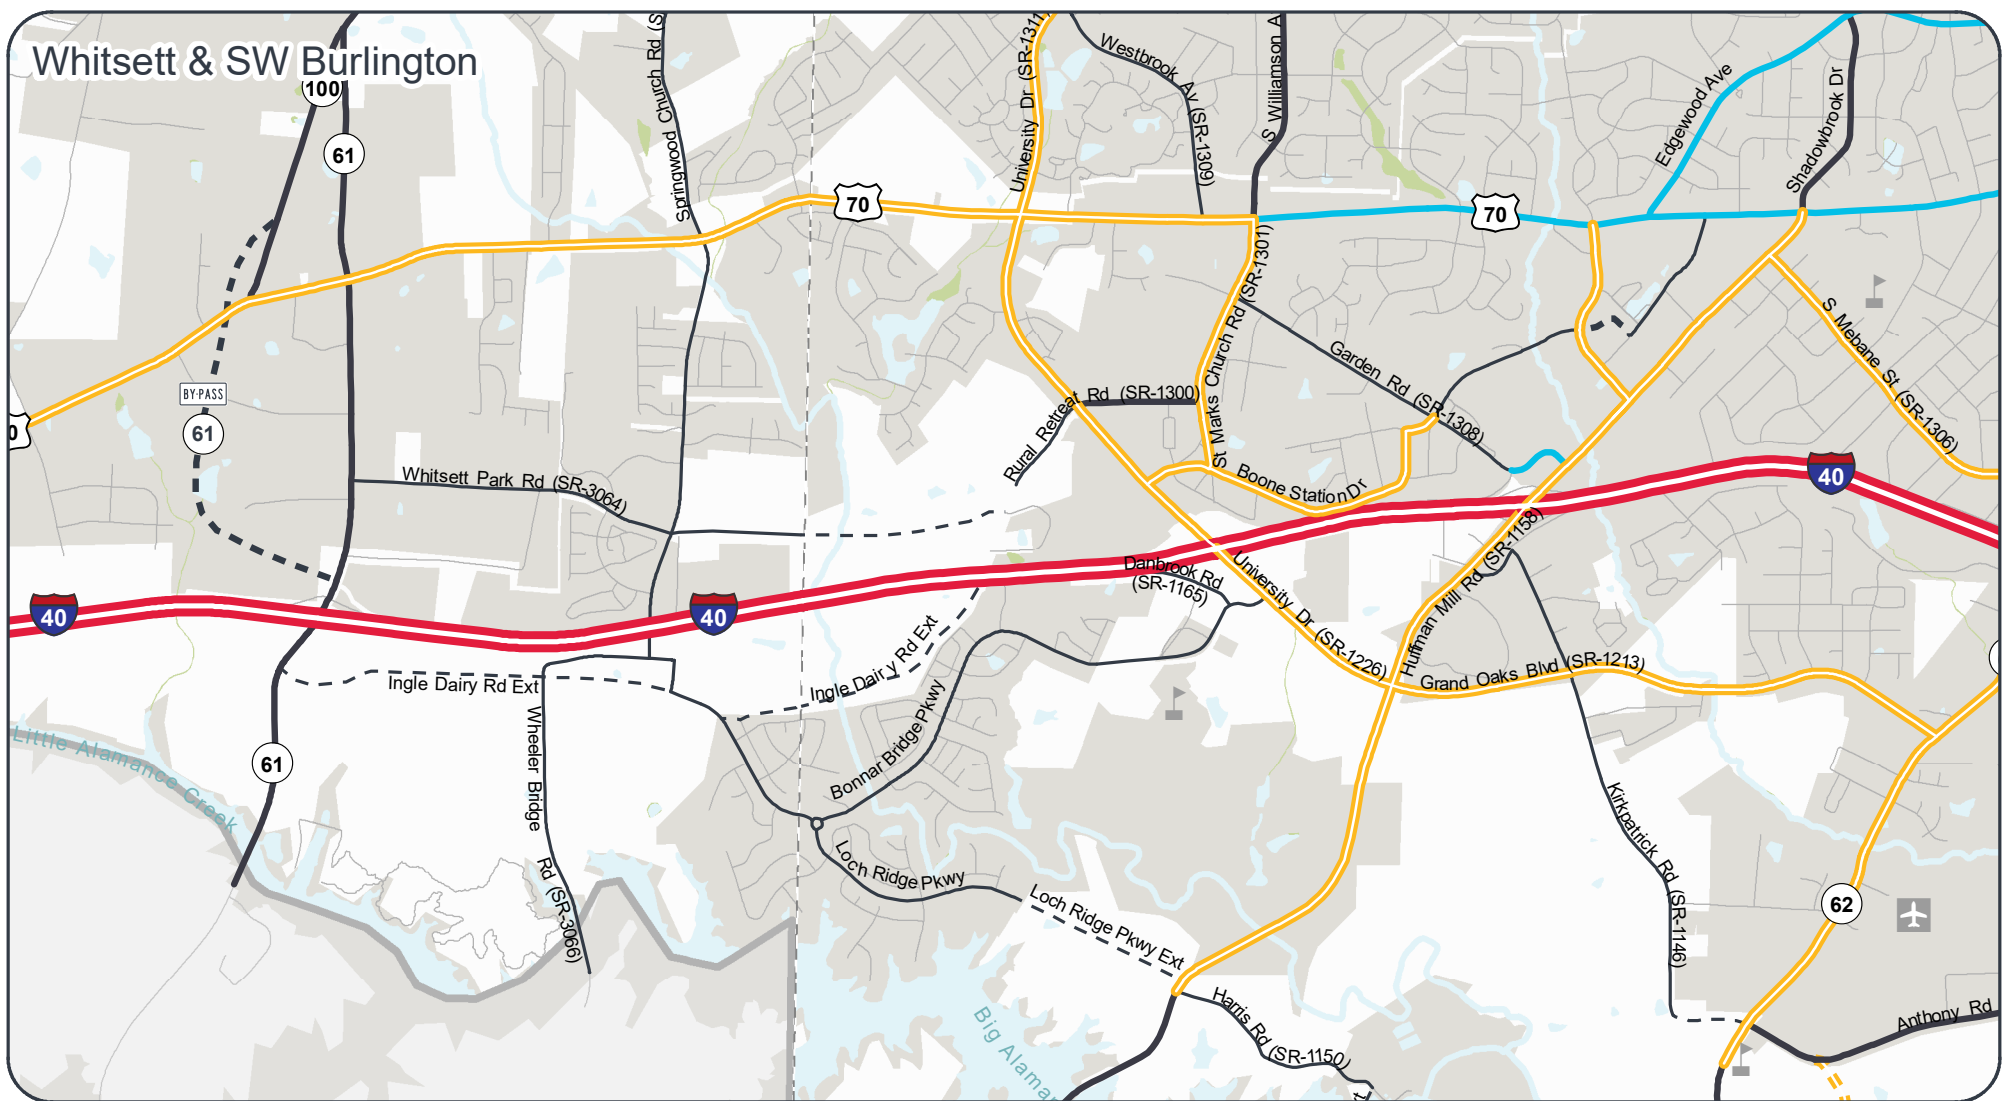 Whitsett & SW Burlington
100
61
Springwood Church Rd (S
University Dr (SR-1311)
Westbrook Av (SR-1309)
S Williamson A
Edgewood Ave
Shadowbrook Dr
70
70
St Marks Church Rd (SR-1301)
S Mebane St (SR-1306)
Garden Rd (SR-1308)
BY-PASS
61
0
Rural Retreat Rd (SR-1300)
Boone Station Dr
Whitsett Park Rd (SR-3064)
40
40
40
Danbrook Rd
(SR-1165)
University Dr (SR-1226)
Huffman Mill Rd (SR-1158)
Grand Oaks Blvd (SR-1213)
Ingle Dairy Rd Ext
Ingle Dairy Rd Ext
Bonnar Bridge Pkwy
Wheeler Bridge
Rd (SR-3066)
Little Alamance Creek
61
Loch Ridge Pkwy
Loch Ridge Pkwy Ext
Kirkpatrick Rd (SR-1146)
62
Harris Rd (SR-1150)
Anthony Rd
Big Alama